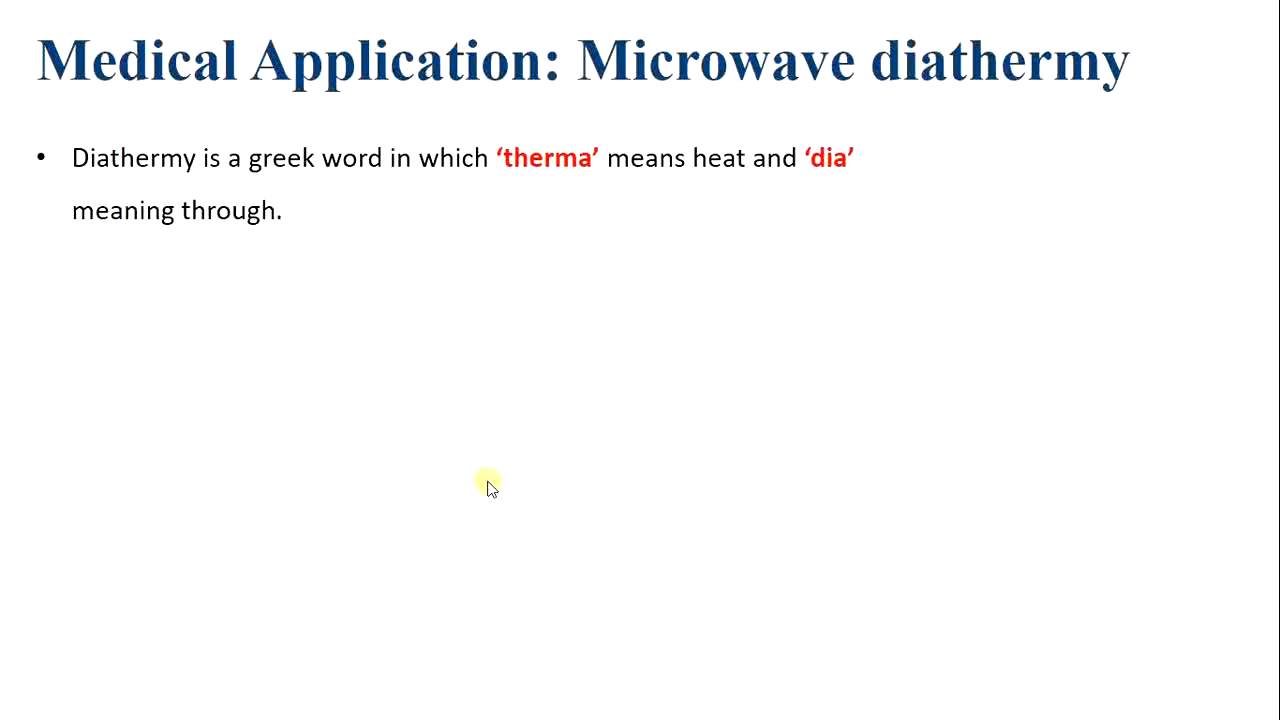 Medical Application: Microwave diathermy
• Diathermy is a greek word in which ‘therma’ means heat and ‘dia’
meaning through.